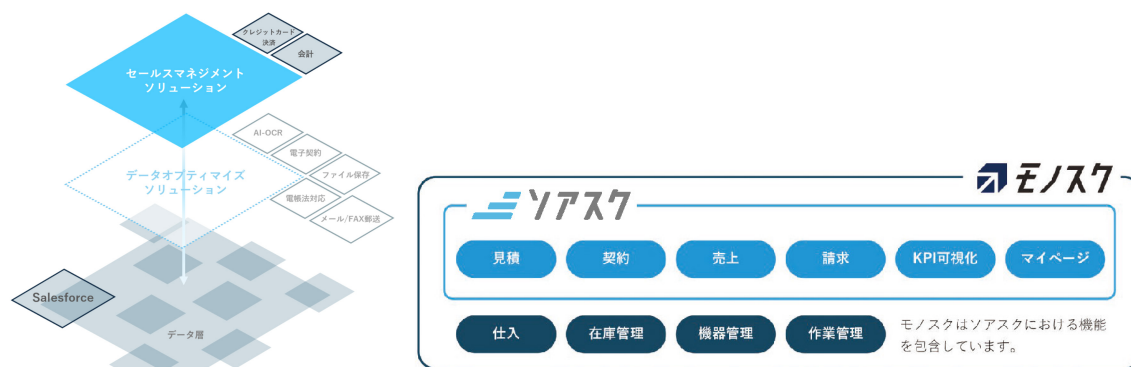 クレジットカード
決済
会計
セールスマネジメント
ソリューション
AI-OCR
電子契約
ファイル保存
データオプティマイズ
ソリューション
電帳法対応
メール/FAX郵送
Salesforce
データ層
モノスク
ソアスク
見積
契約
売上
請求
KPI可視化
マイページ
仕入
在庫管理
機器管理
作業管理
モノスクはソアスクにおける機能
を包含しています。